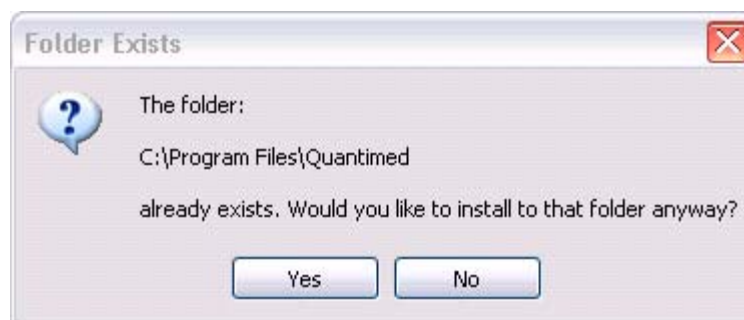 Folder Exists
The folder:
C:\Program Files\Quantimed
already exists. Would you like to install to that folder anyway?
Yes No